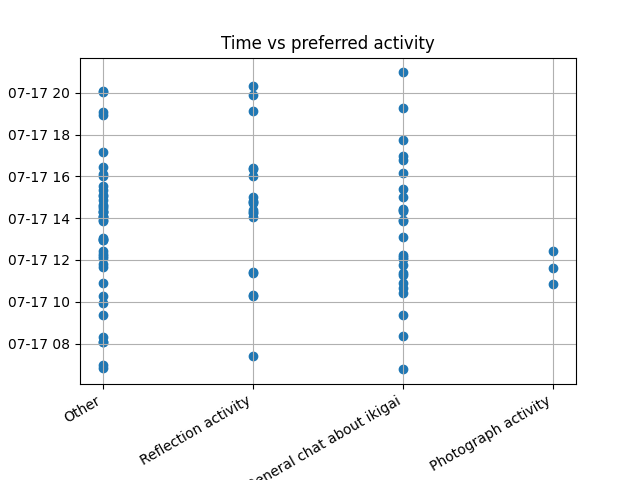 Time vs preferred activity
07-17 20
07-17 18
07-17 16
07-17 14
07-17 12
07-17 10
07-17 08
Other
Reflection activity
General chat about ikigai
Photograph activity